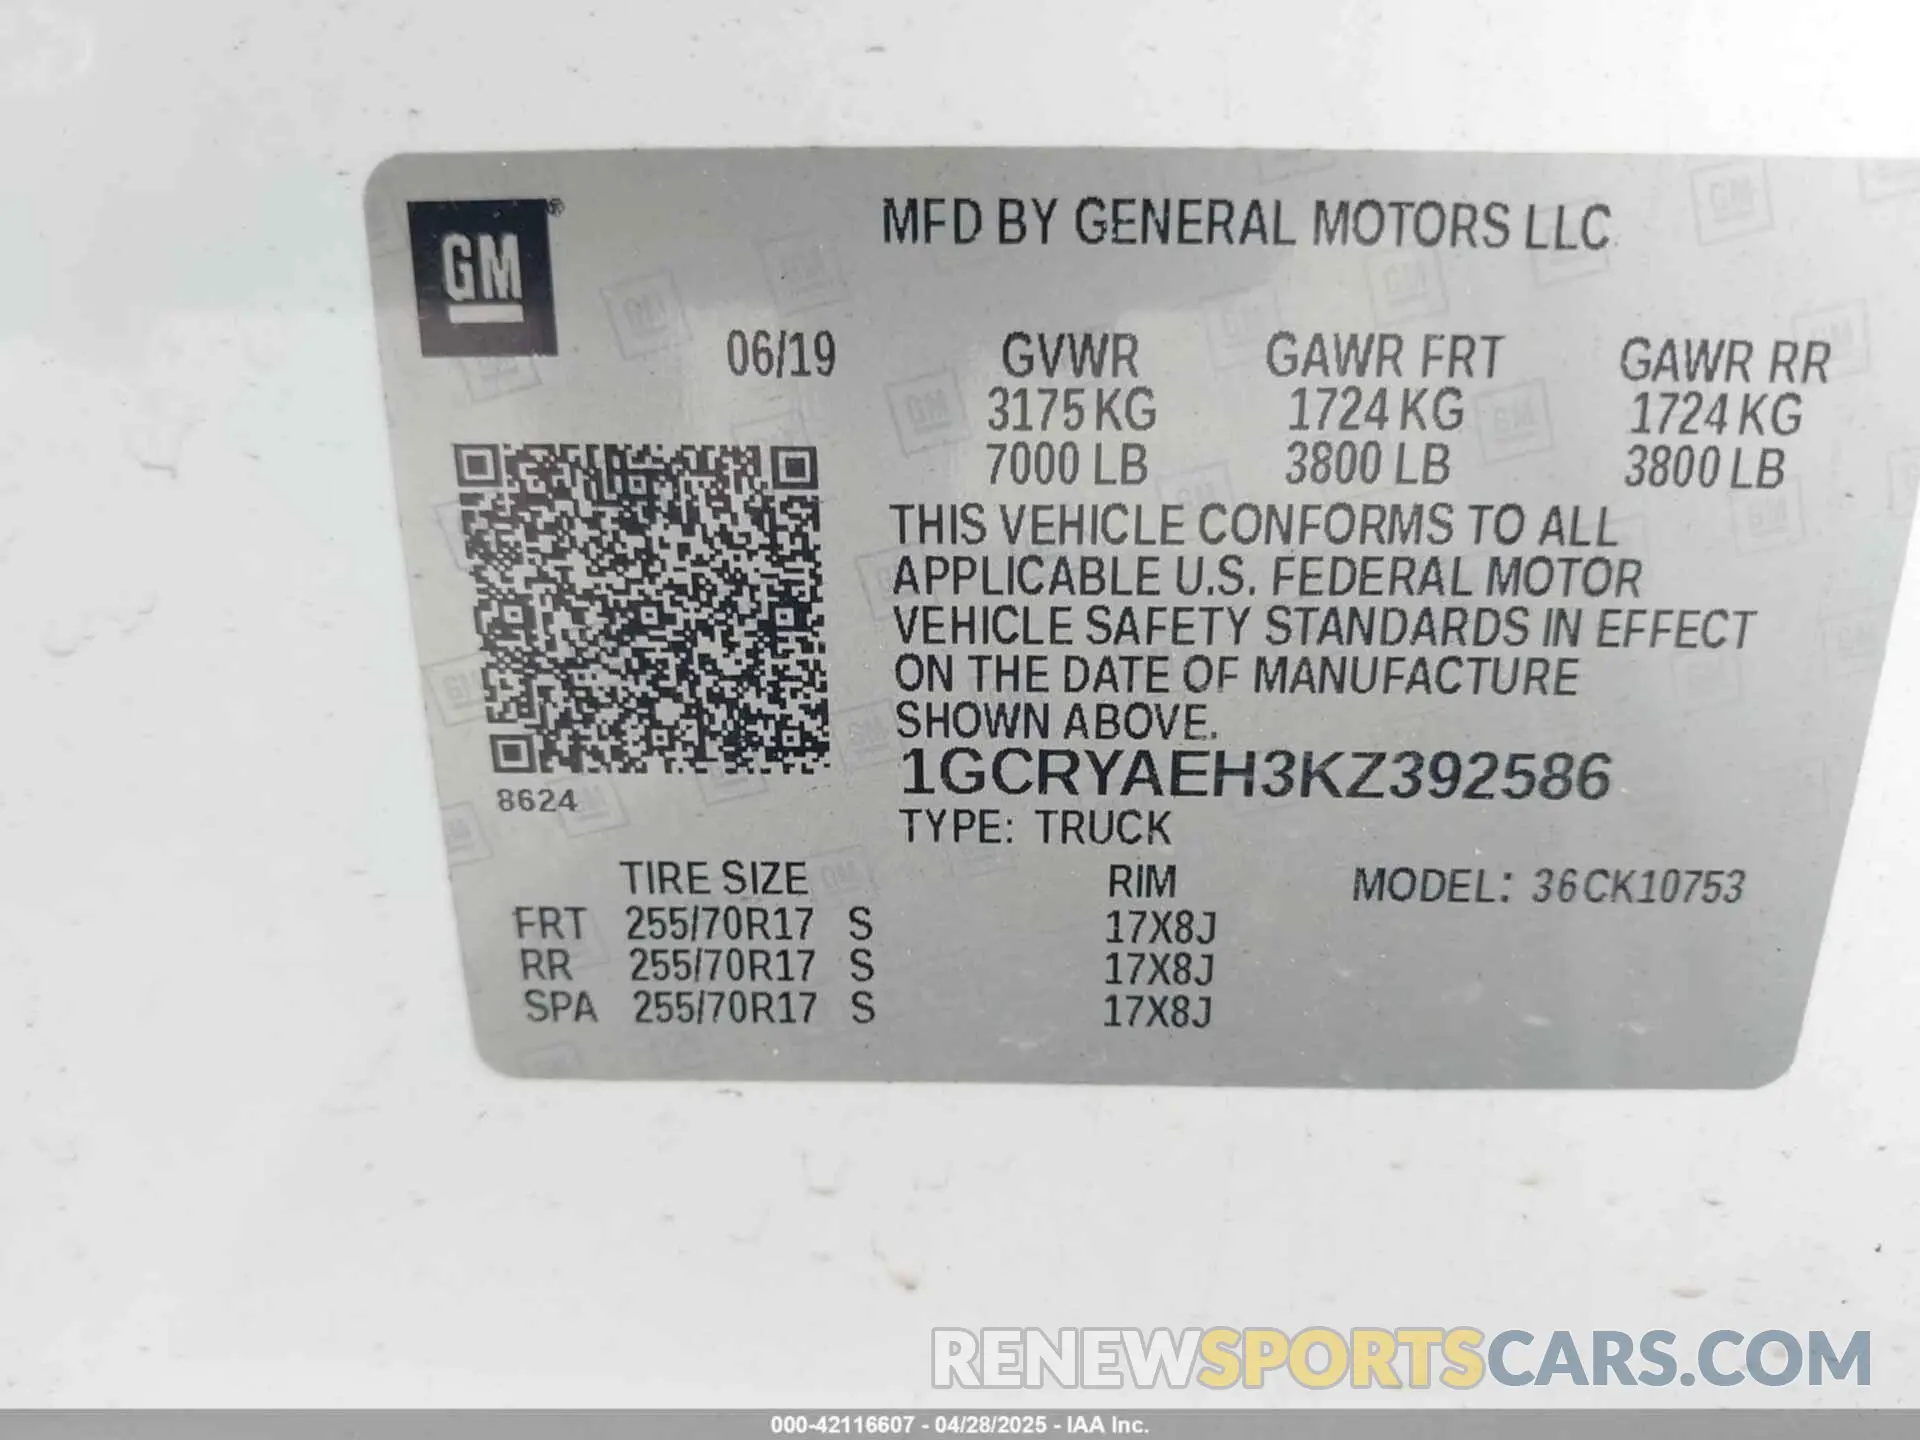 GM®
MFD BY GENERAL MOTORS LLC
06/19 GVWR GAWR FRT GAWR RR
3175 KG 1724 KG 1724 KG
7000 LB 3800 LB 3800 LB
THIS VEHICLE CONFORMS TO ALL
APPLICABLE U.S. FEDERAL MOTOR
VEHICLE SAFETY STANDARDS IN EFFECT
ON THE DATE OF MANUFACTURE
SHOWN ABOVE.
1GCRYAEH3KZ392586
8624
TYPE: TRUCK
TIRE SIZE RIM MODEL: 36CK10753
FRT 255/70R17 S 17X8J
RR 255/70R17 S 17X8J
SPA 255/70R17 S 17X8J
RENEWSPORTSCARS.COM
000-42116607 - 04/28/2025 - IAA Inc.